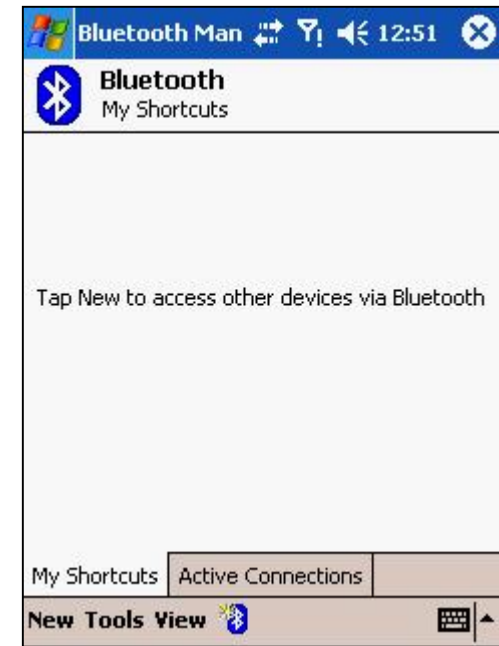 Bluetooth Man 12:51
Bluetooth
My Shortcuts
Tap New to access other devices via Bluetooth
My Shortcuts Active Connections
New Tools View